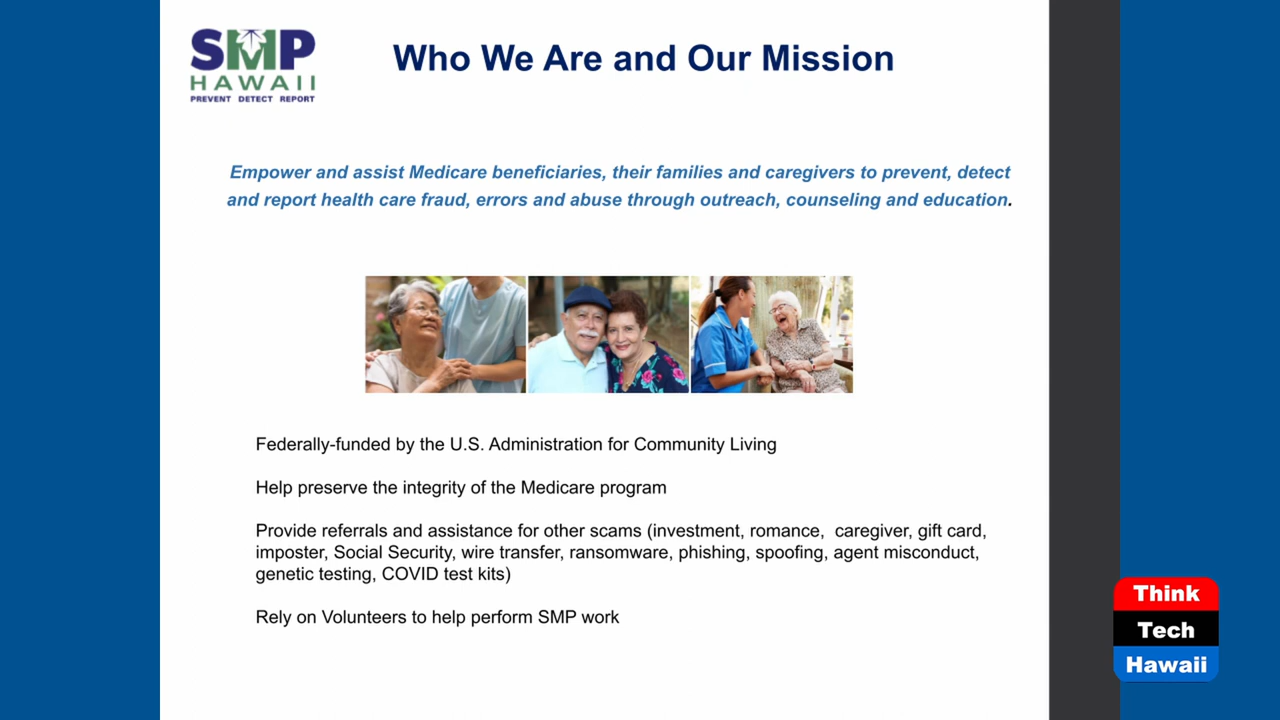 SMP
HAWAII
PREVENT DETECT REPORT
Who We Are and Our Mission
Empower and assist Medicare beneficiaries, their families and caregivers to prevent, detect
and report health care fraud, errors and abuse through outreach, counseling and education.
Federally-funded by the U.S. Administration for Community Living
Help preserve the integrity of the Medicare program
Provide referrals and assistance for other scams (investment, romance, caregiver, gift card,
imposter, Social Security, wire transfer, ransomware, phishing, spoofing, agent misconduct,
genetic testing, COVID test kits)
Rely on Volunteers to help perform SMP work
Think
Tech
Hawaii